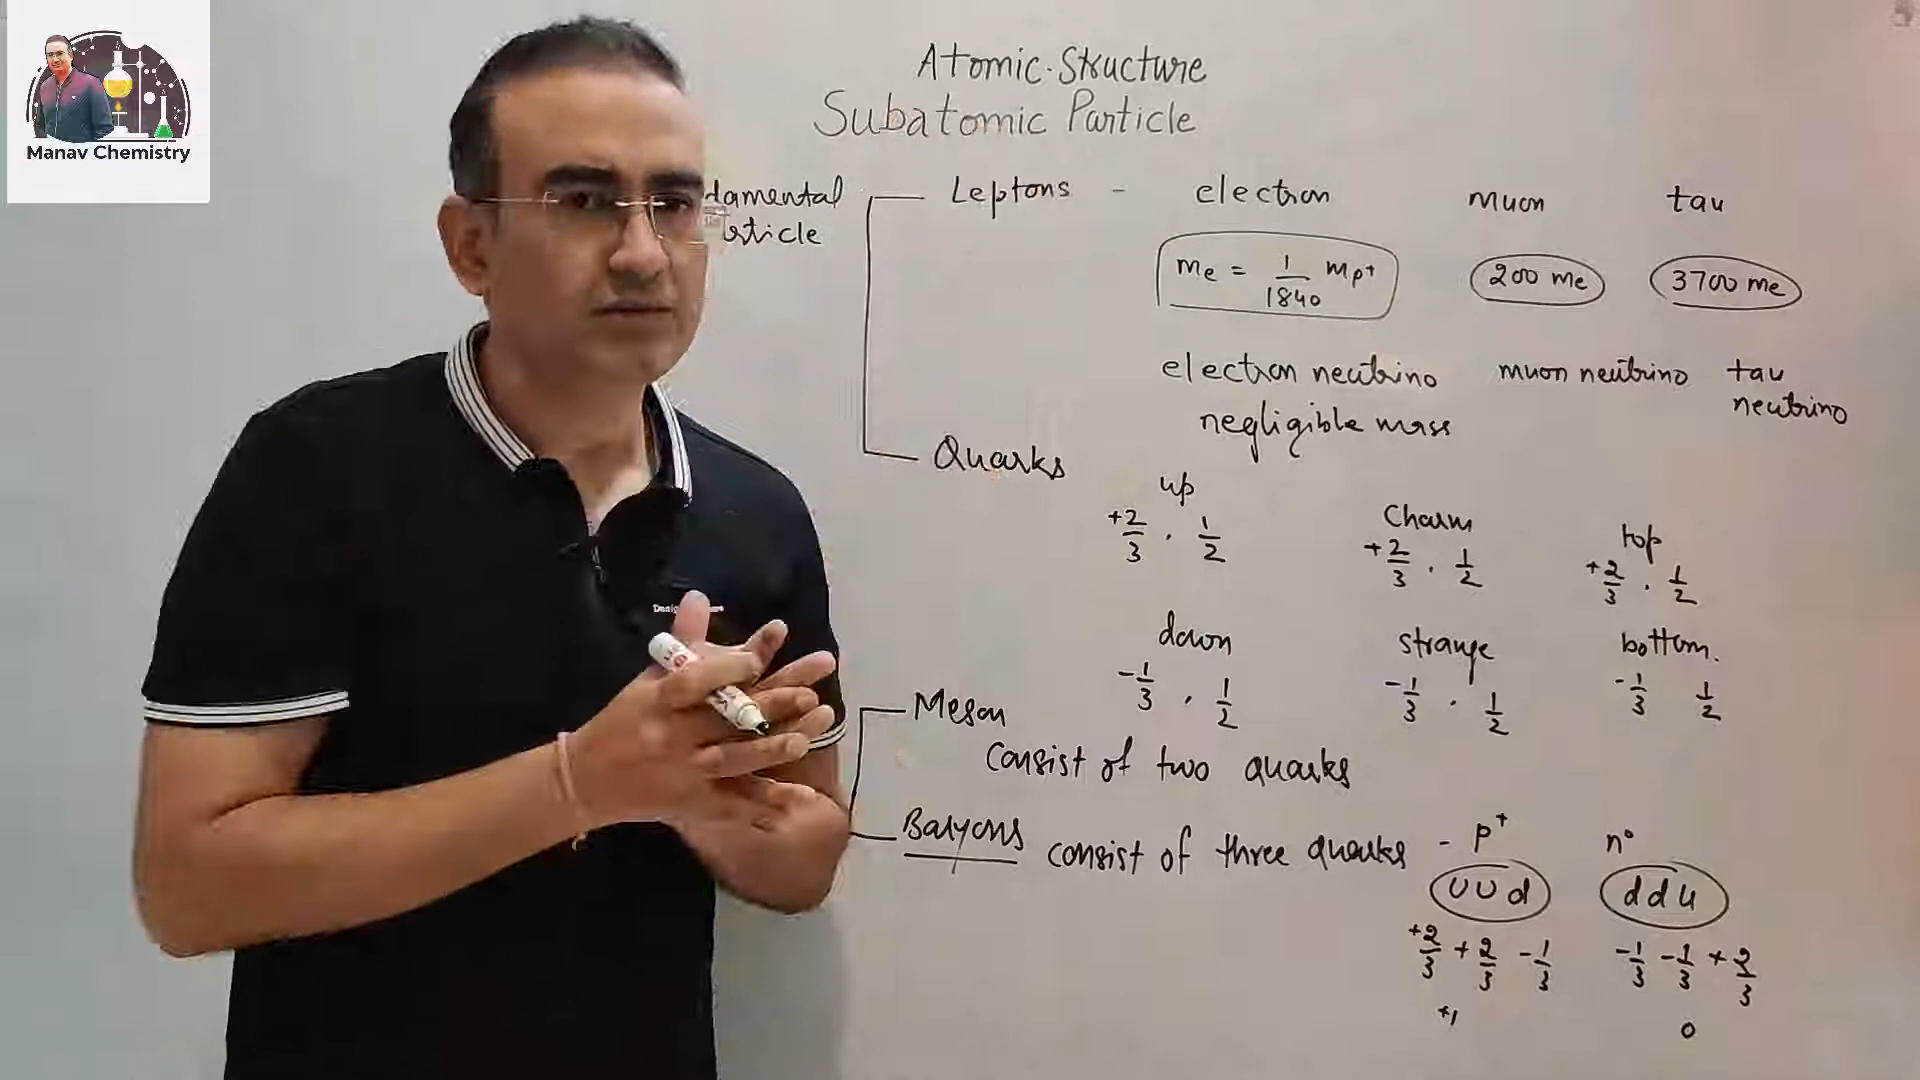 Manav Chemistry
Atomic Structure
Subatomic Particle
damental
rticle
Leptons - electron muon tau
me = 1/1840 mp+ 200 me 3700 me
electron neutrino muon neutrino tau neutrino
negligible mass
Quarks
up Charm top
+2/3 . 1/2 +2/3 . 1/2 +2/3 . 1/2
down strange bottom.
-1/3 . 1/2 -1/3 . 1/2 -1/3 1/2
Meson
Consist of two quarks
Baryons consist of three quarks - p+ n°
U U d d d u
+2/3 + 2/3 - 1/3 -1/3 - 1/3 + 2/3
+1 0